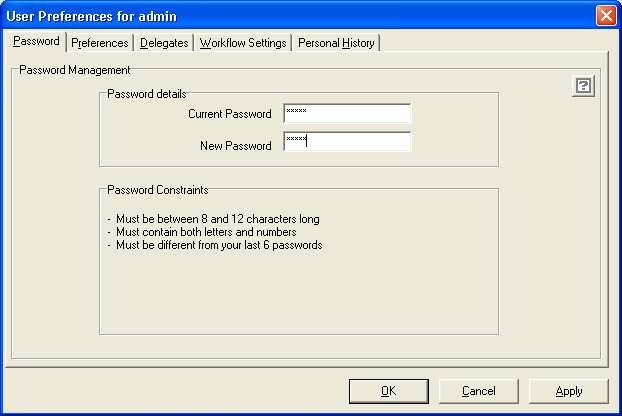 User Preferences for admin
Password Preferences Delegates Workflow Settings Personal History
Password Management
?
Password details
Current Password xxxxx
New Password xxxxx
Password Constraints
- Must be between 8 and 12 characters long
- Must contain both letters and numbers
- Must be different from your last 6 passwords
OK Cancel Apply